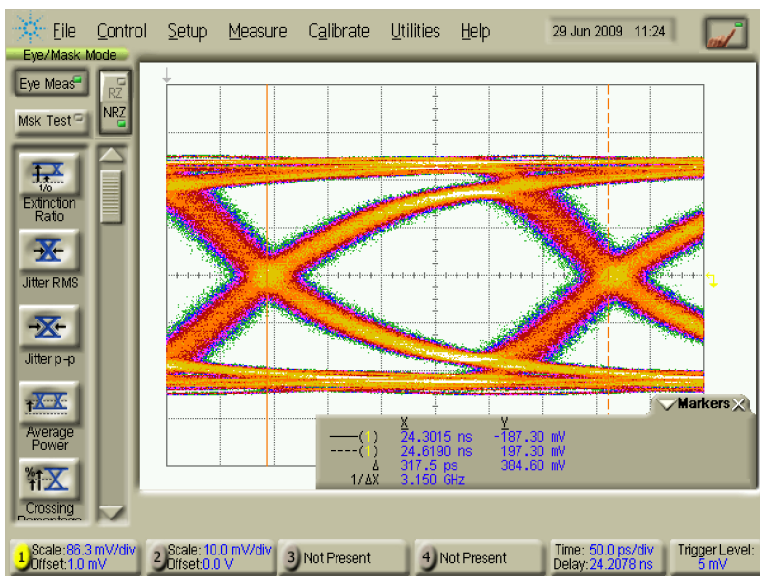 File Control Setup Measure Calibrate Utilities Help 29 Jun 2009 11:24
Eye/Mask Mode
Eye Meas
RZ
NRZ
Msk Test
1/0
Extinction
Ratio
Jitter RMS
Jitter p-p
Average
Power
%
Crossing
Percentage
Markers
X Y
——(1) 24.3015 ns -187.30 mV
----(1) 24.6190 ns 197.30 mV
Δ 317.5 ps 384.60 mV
1/ΔX 3.150 GHz
1 Scale:86.3 mV/div
Offset:1.0 mV
2 Scale:10.0 mV/div
Offset:0.0 V
3 Not Present
4 Not Present
Time: 50.0 ps/div
Delay:24.2078 ns
Trigger Level:
5 mV